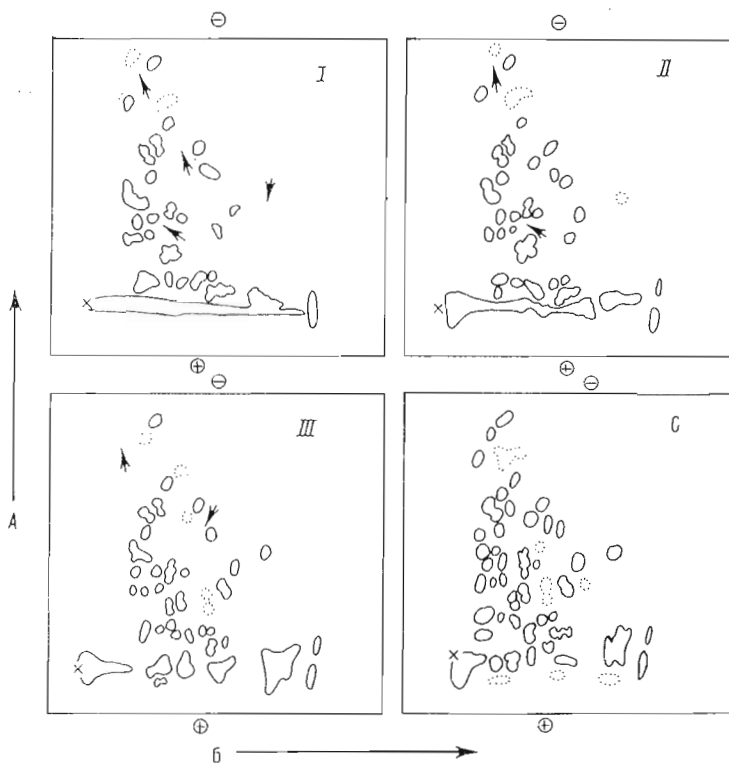 ⊖ ⊖
I II
× ×
⊕ ⊕
⊖ ⊖
III С
А
× ×
⊕ ⊕
Б